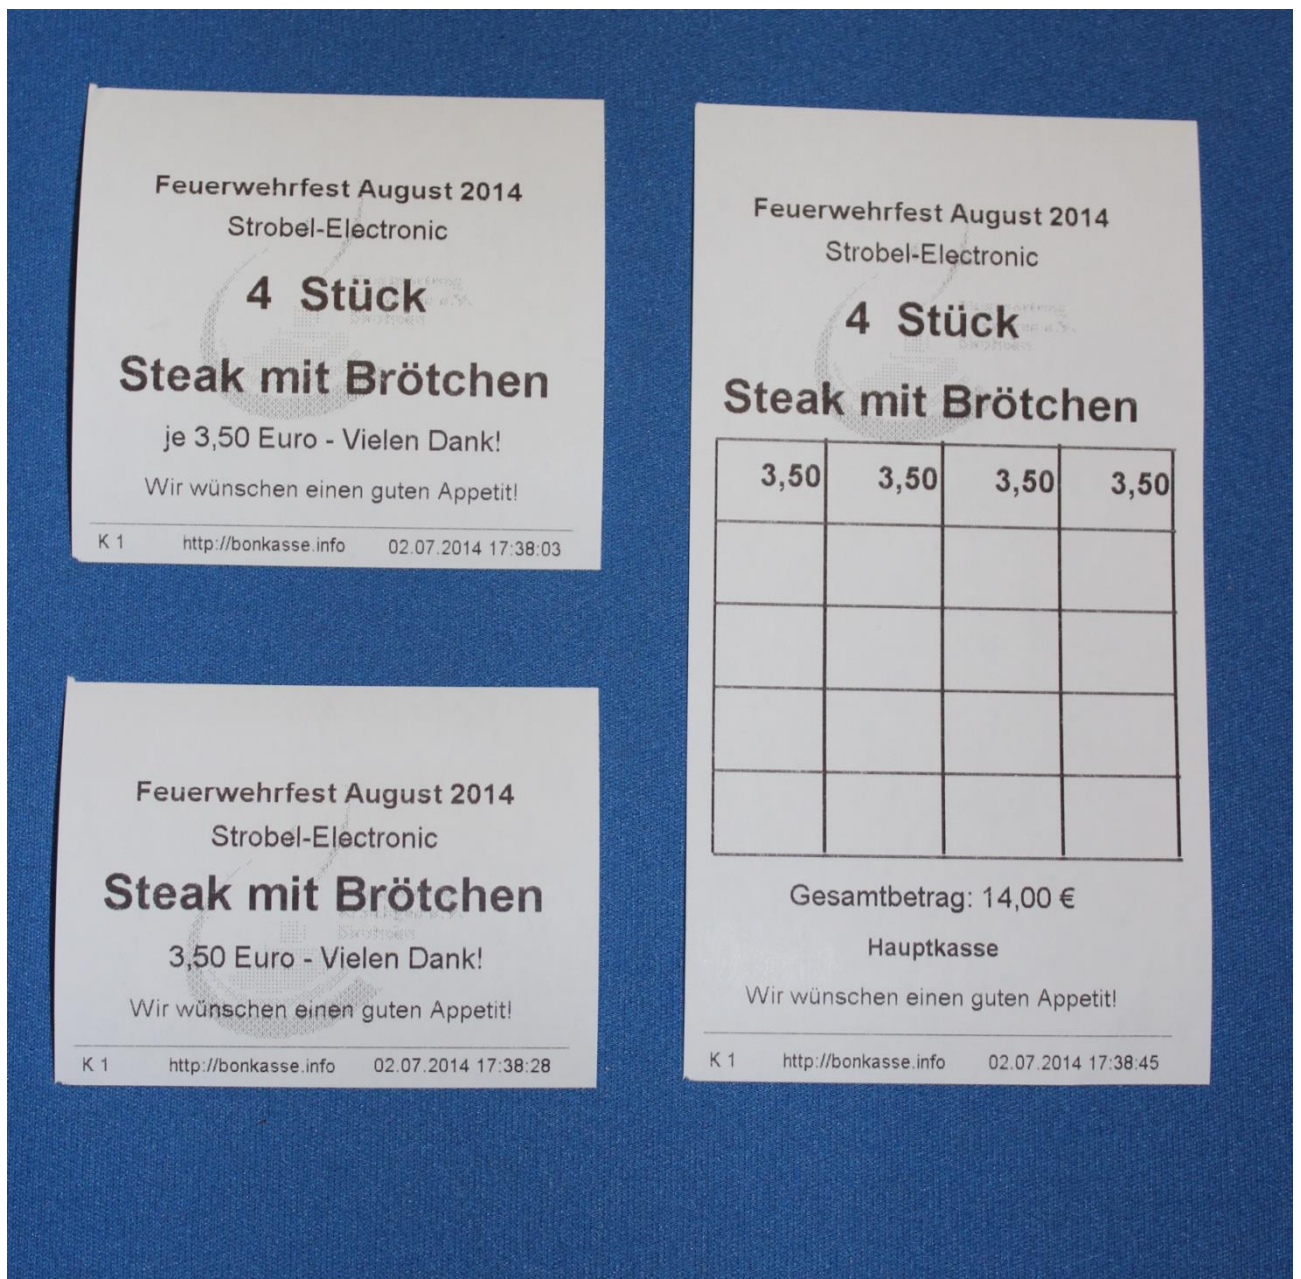 Feuerwehrfest August 2014
Strobel-Electronic
4 Stück
Steak mit Brötchen
je 3,50 Euro - Vielen Dank!
Wir wünschen einen guten Appetit!
K 1 http://bonkasse.info 02.07.2014 17:38:03
Feuerwehrfest August 2014
Strobel-Electronic
Steak mit Brötchen
3,50 Euro - Vielen Dank!
Wir wünschen einen guten Appetit!
K 1 http://bonkasse.info 02.07.2014 17:38:28
Feuerwehrfest August 2014
Strobel-Electronic
4 Stück
Steak mit Brötchen
3,50 3,50 3,50 3,50
Gesamtbetrag: 14,00 €
Hauptkasse
Wir wünschen einen guten Appetit!
K 1 http://bonkasse.info 02.07.2014 17:38:45